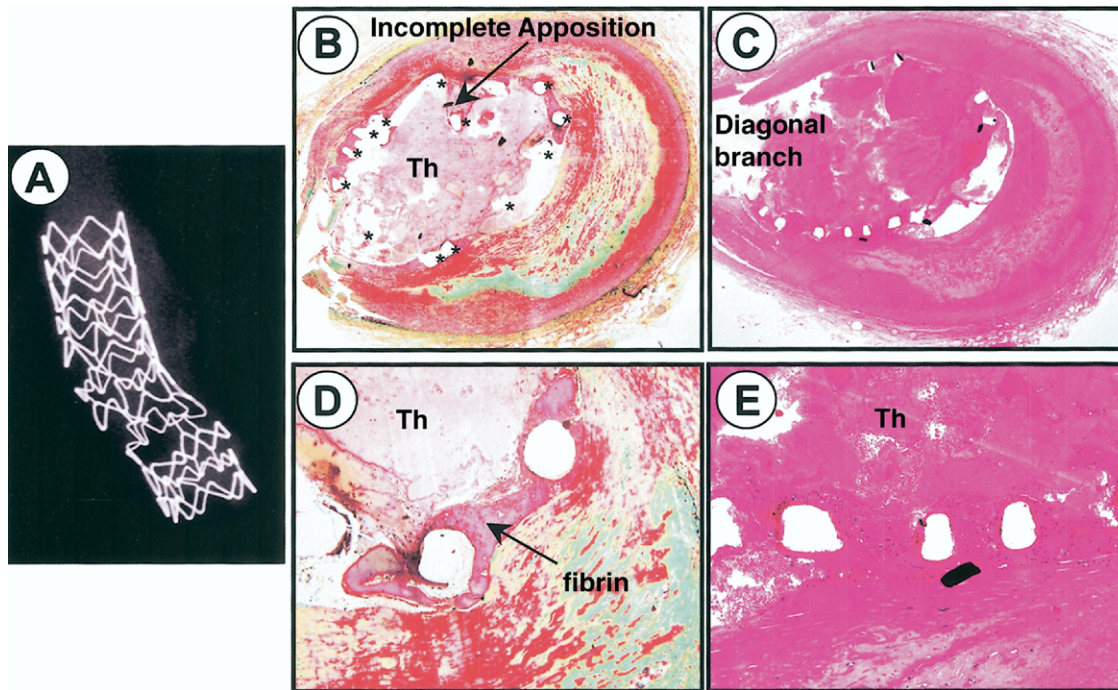 A
B
Incomplete Apposition
Th
C
Diagonal
branch
D
Th
fibrin
E
Th